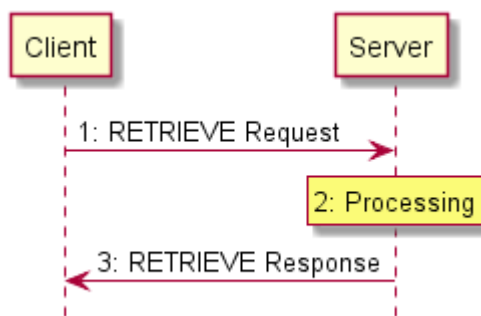 Client
Server
1: RETRIEVE Request
2: Processing
3: RETRIEVE Response